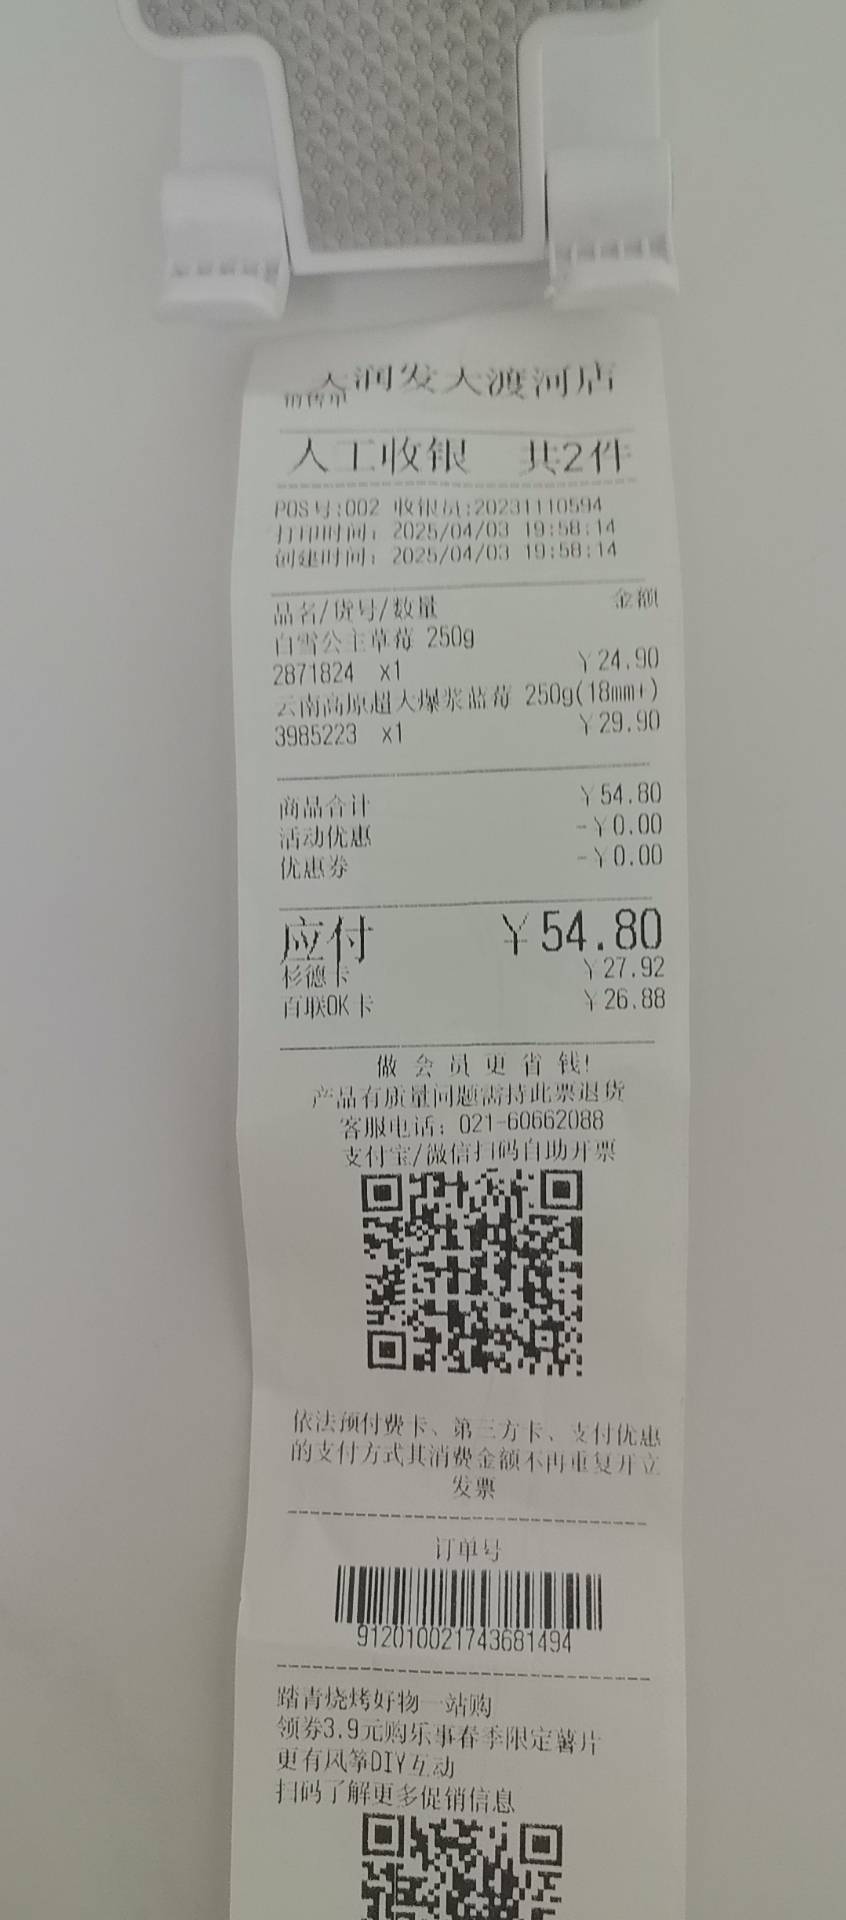 大润发大渡河店
销售单
人工收银 共2件
POS号:002 收银员:20231110594
打印时间: 2025/04/03 19:58:14
创建时间: 2025/04/03 19:58:14
品名/货号/数量 金额
白雪公主草莓 250g
2871824 x1 ￥24.90
云南高原超大爆浆蓝莓 250g(18mm+)
3985223 x1 ￥29.90
商品合计 ￥54.80
活动优惠 -￥0.00
优惠券 -￥0.00
应付 ￥54.80
杉德卡 ￥27.92
百联OK卡 ￥26.88
做会员更省钱!
产品有质量问题需持此票退货
客服电话: 021-60662088
支付宝/微信扫码自助开票
依法预付费卡、第三方卡、支付优惠
的支付方式其消费金额不再重复开立
发票
订单号
912010021743681494
踏青烧烤好物一站购
领券3.9元购乐事春季限定薯片
更有风筝DIY互动
扫码了解更多促销信息